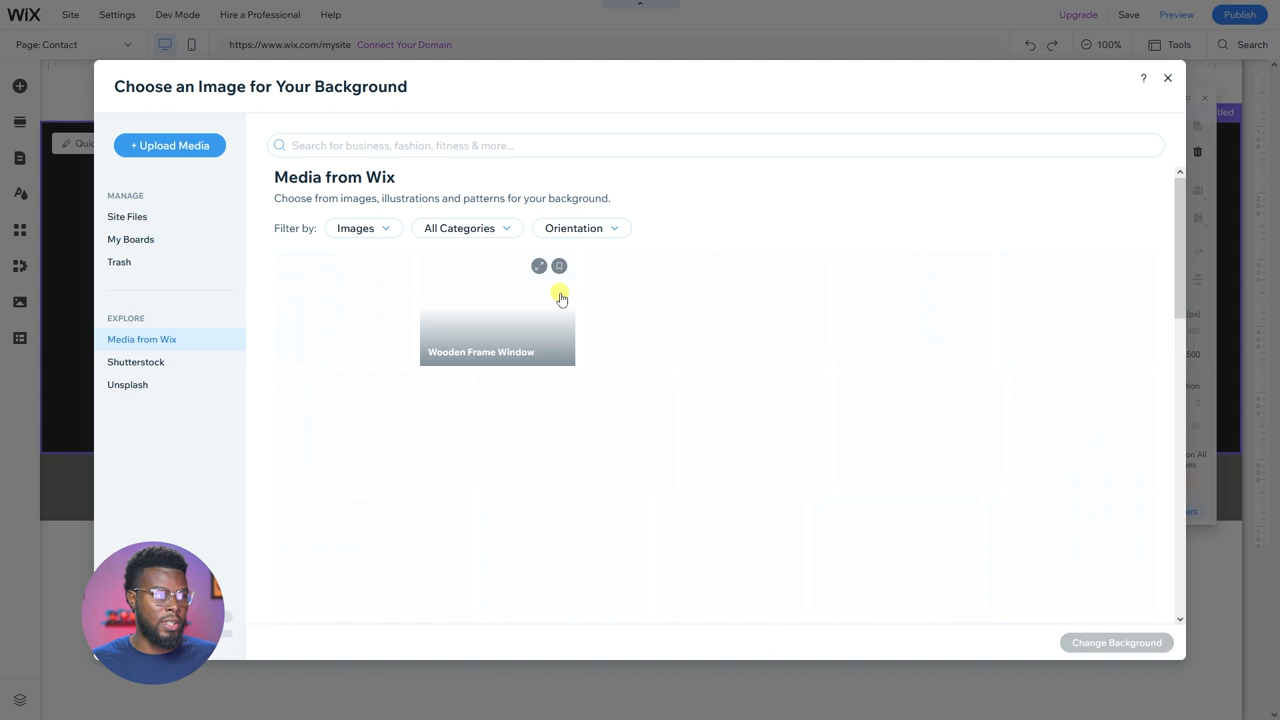 WiX Site Settings Dev Mode Hire a Professional Help Upgrade Save Preview Publish
Page: Contact https://www.wix.com/mysite Connect Your Domain 100% Tools Search
Choose an Image for Your Background ?
+ Upload Media
Search for business, fashion, fitness & more...
MANAGE
Site Files
My Boards
Trash
EXPLORE
Media from Wix
Shutterstock
Unsplash
Media from Wix
Choose from images, illustrations and patterns for your background.
Filter by: Images All Categories Orientation
Wooden Frame Window
Change Background